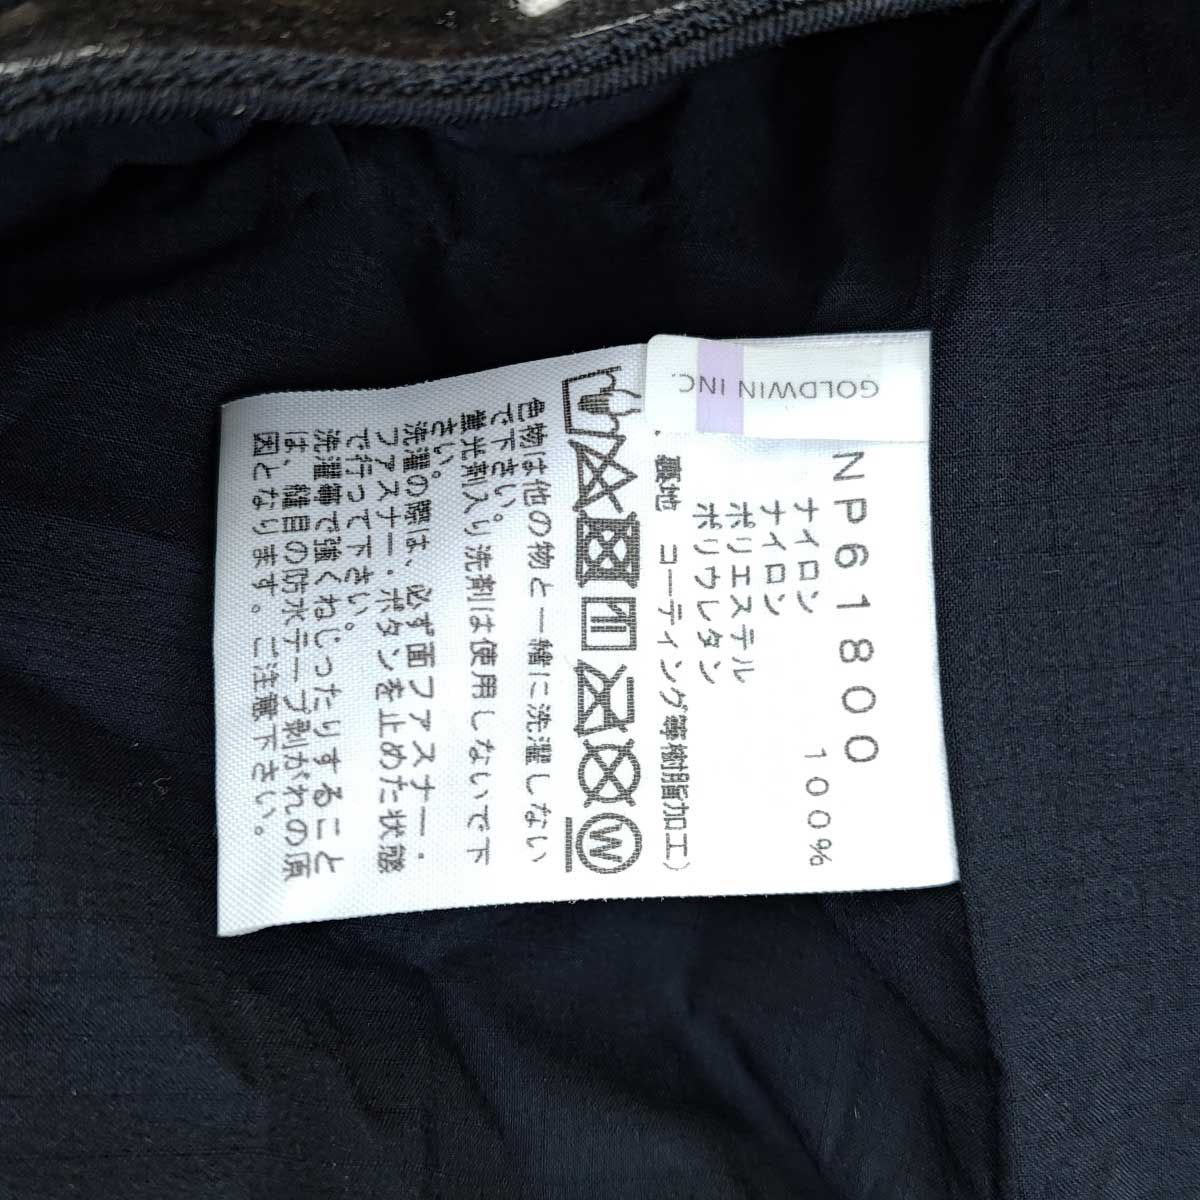 GOLDWIN INC.
NP61800
ナイロン 100%
ナイロン
ポリエステル
ポリウレタン
裏地 コーティング等樹脂加工)
W
色物は他の物と一緒に洗濯しない
で下さい。
蛍光剤入り洗剤は使用しないで下
さい。
洗濯の際は、必ず面ファスナー・
ファスナー・ボタンを止めた状態
で行って下さい。
洗濯等で強くねじったりすること
は、縫目の防水テープ剥がれの原
因となります。ご注意下さい。